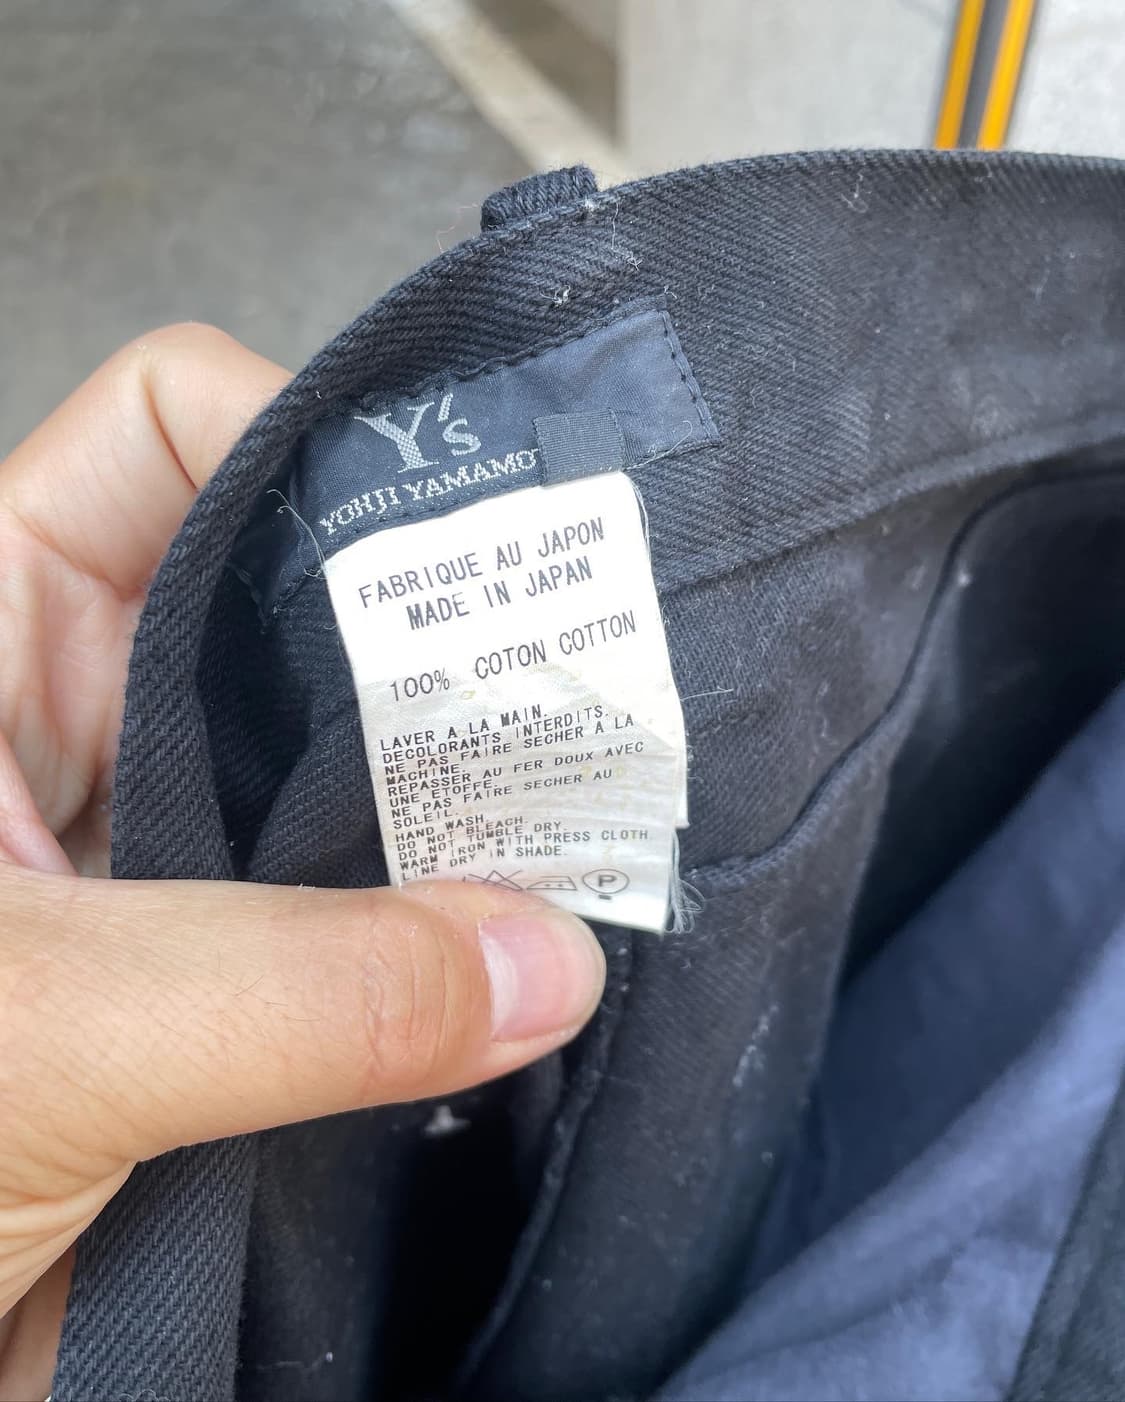 Y's
YOHJI YAMAMO
FABRIQUE AU JAPON
MADE IN JAPAN
100% COTON COTTON
LAVER A LA MAIN.
DECOLORANTS INTERDITS.
NE PAS FAIRE SECHER A LA
MACHINE.
REPASSER AU FER DOUX AVEC
UNE ETOFFE.
NE PAS FAIRE SECHER AU
SOLEIL.
HAND WASH.
DO NOT BLEACH.
DO NOT TUMBLE DRY.
WARM IRON WITH PRESS CLOTH.
LINE DRY IN SHADE.
P